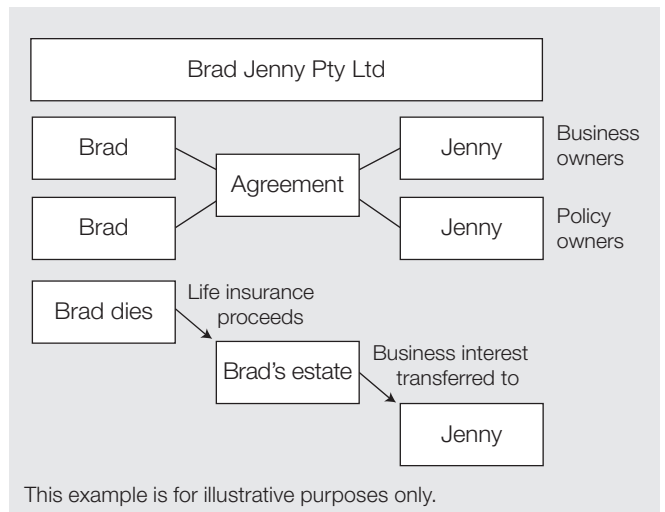 Brad Jenny Pty Ltd
Brad
Jenny
Business
owners
Agreement
Brad
Jenny
Policy
owners
Brad dies
Life insurance
proceeds
Brad's estate
Business interest
transferred to
Jenny
This example is for illustrative purposes only.